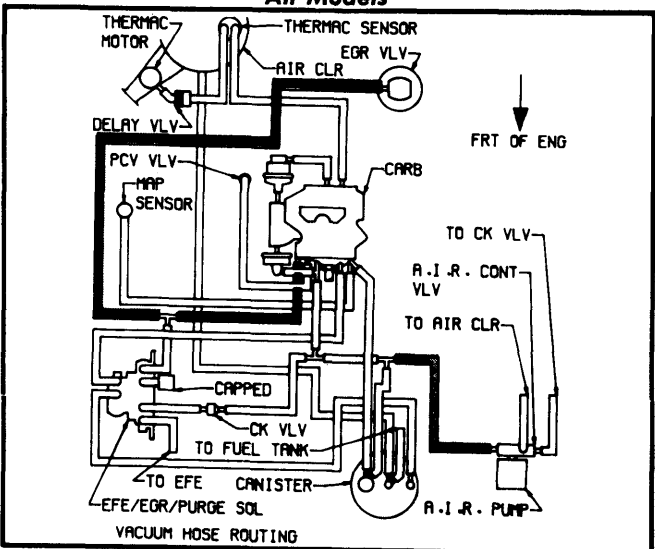 All Models
THERMAC
MOTOR
THERMAC SENSOR
EGR VLV
AIR CLR
DELAY VLV
FRT OF ENG
PCV VLV
CARB
MAP
SENSOR
TO CK VLV
A.I.R. CONT
VLV
TO AIR CLR
CAPPED
CK VLV
TO FUEL TANK
TO EFE
CANISTER
EFE/EGR/PURGE SOL
A.I.R. PUMP
VACUUM HOSE ROUTING